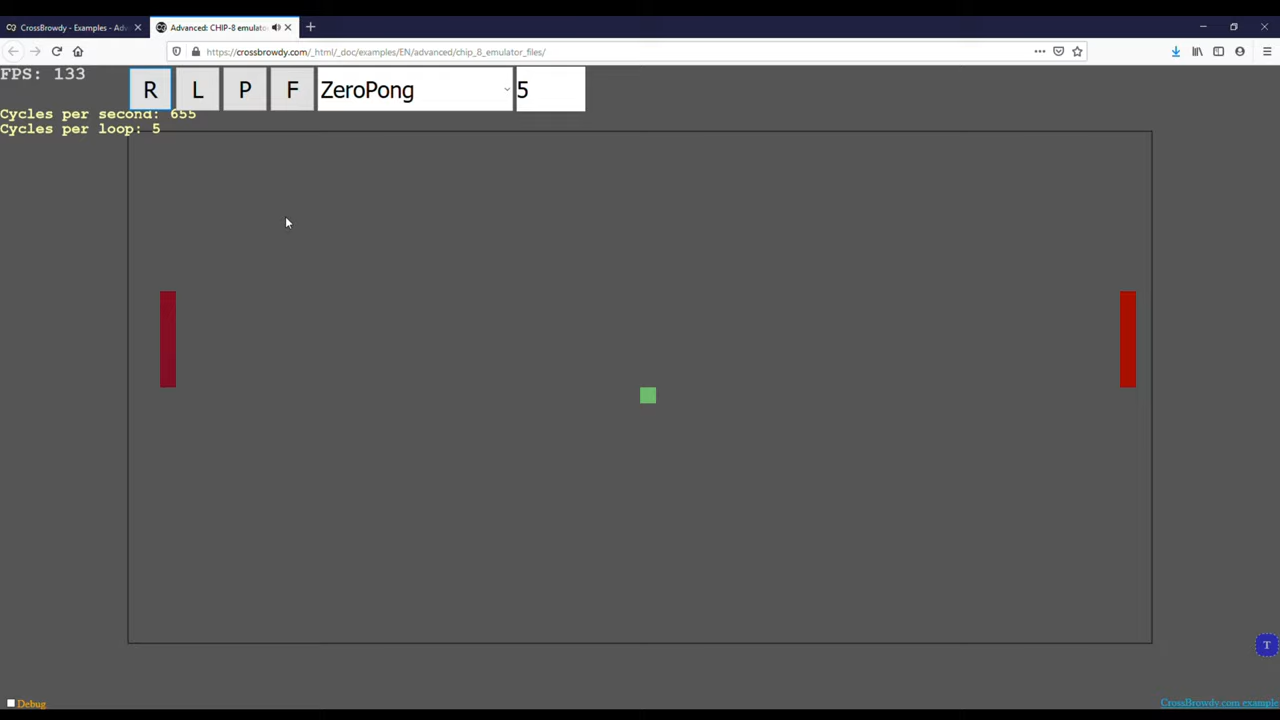 CrossBrowdy - Examples - Adv
Advanced: CHIP-8 emulato
https://crossbrowdy.com/_html/_doc/examples/EN/advanced/chip_8_emulator_files/
FPS: 133
R L P F ZeroPong 5
Cycles per second: 655
Cycles per loop: 5
T
Debug
CrossBrowdy.com example